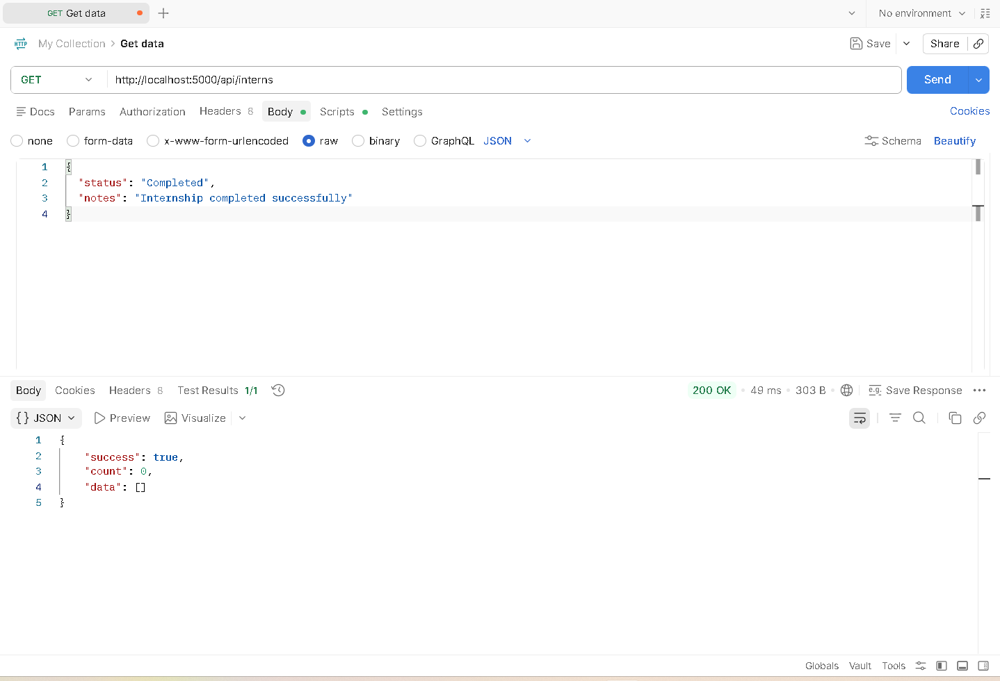 GET Get data
No environment
HTTP My Collection > Get data
Save
Share
GET http://localhost:5000/api/interns
Send
Docs Params Authorization Headers 8 Body Scripts Settings
Cookies
none form-data x-www-form-urlencoded raw binary GraphQL JSON
Schema Beautify
1 {
2 "status": "Completed",
3 "notes": "Internship completed successfully"
4 }
Body Cookies Headers 8 Test Results 1/1
200 OK • 49 ms • 303 B • e.g. Save Response
{} JSON Preview Visualize
1 {
2 "success": true,
3 "count": 0,
4 "data": []
5 }
Globals Vault Tools